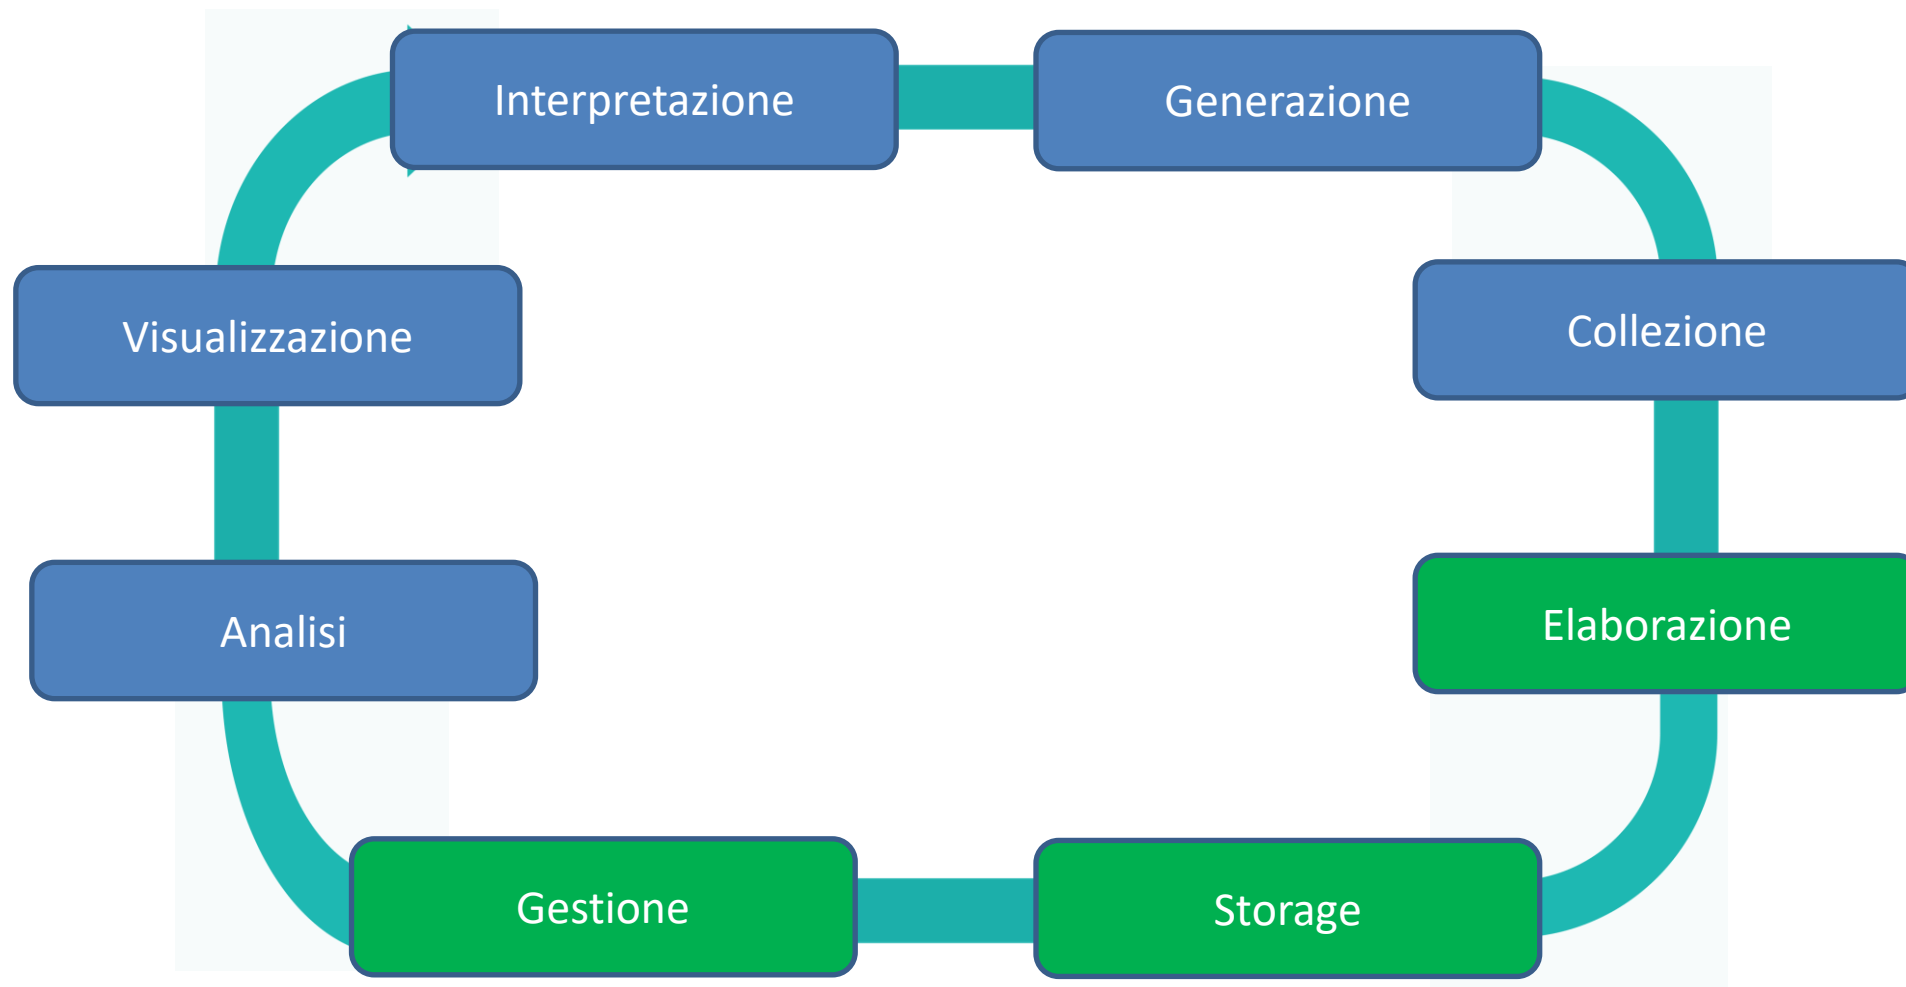 Interpretazione
Generazione
Visualizzazione
Collezione
Analisi
Elaborazione
Gestione
Storage